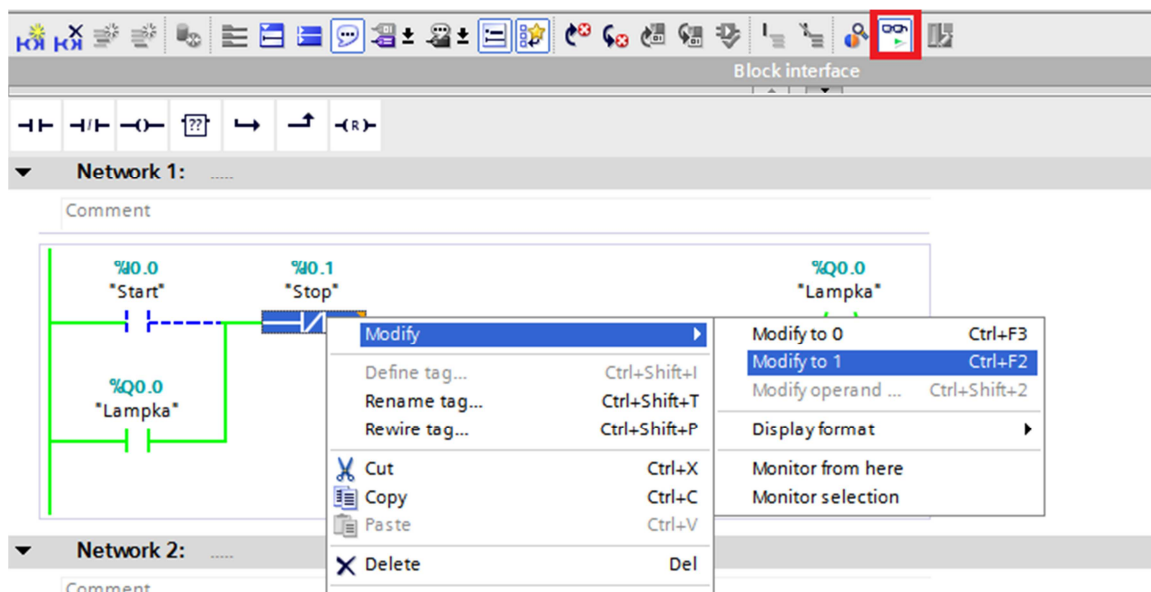 Block interface
??
R
Network 1: .....
Comment
%I0.0
"Start"
%I0.1
"Stop"
%Q0.0
"Lampka"
%Q0.0
"Lampka"
Modify
Define tag... Ctrl+Shift+I
Rename tag... Ctrl+Shift+T
Rewire tag... Ctrl+Shift+P
Cut Ctrl+X
Copy Ctrl+C
Paste Ctrl+V
Delete Del
Modify to 0 Ctrl+F3
Modify to 1 Ctrl+F2
Modify operand ... Ctrl+Shift+2
Display format
Monitor from here
Monitor selection
Network 2: .....
Comment